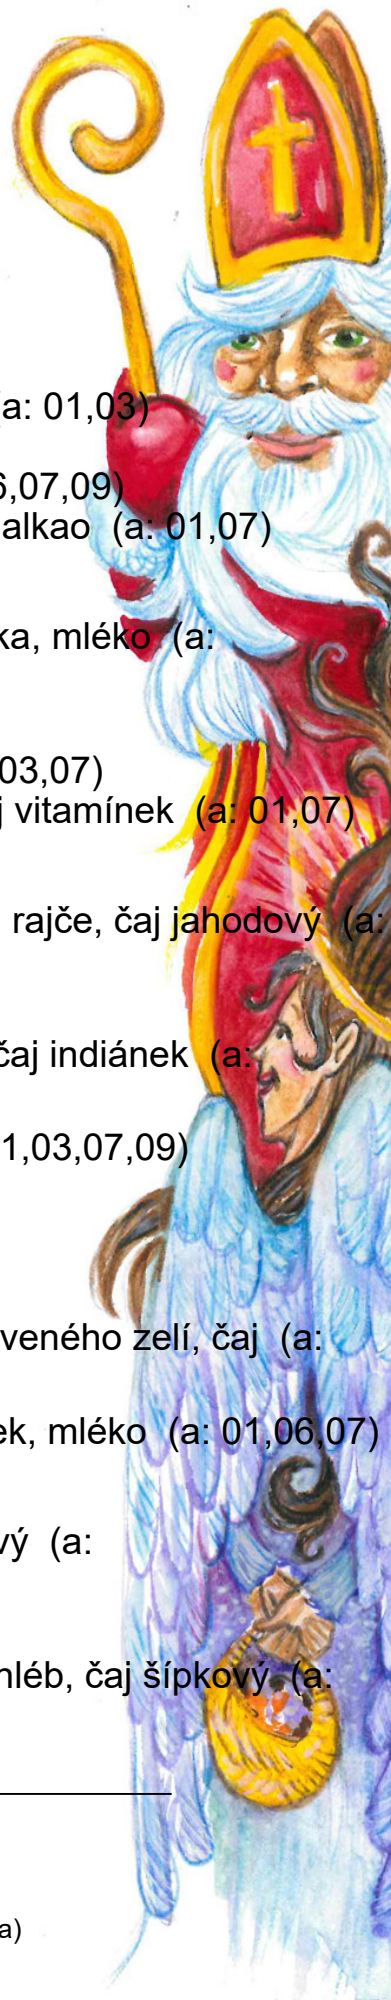 a: 01,03)
6,07,09)
alkao (a: 01,07)
ka, mléko (a:
03,07)
j vitamínek (a: 01,07)
rajče, čaj jahodový (a:
čaj indiánek (a:
1,03,07,09)
veného zelí, čaj (a:
ek, mléko (a: 01,06,07)
vý (a:
hléb, čaj šípkový (a:
a)